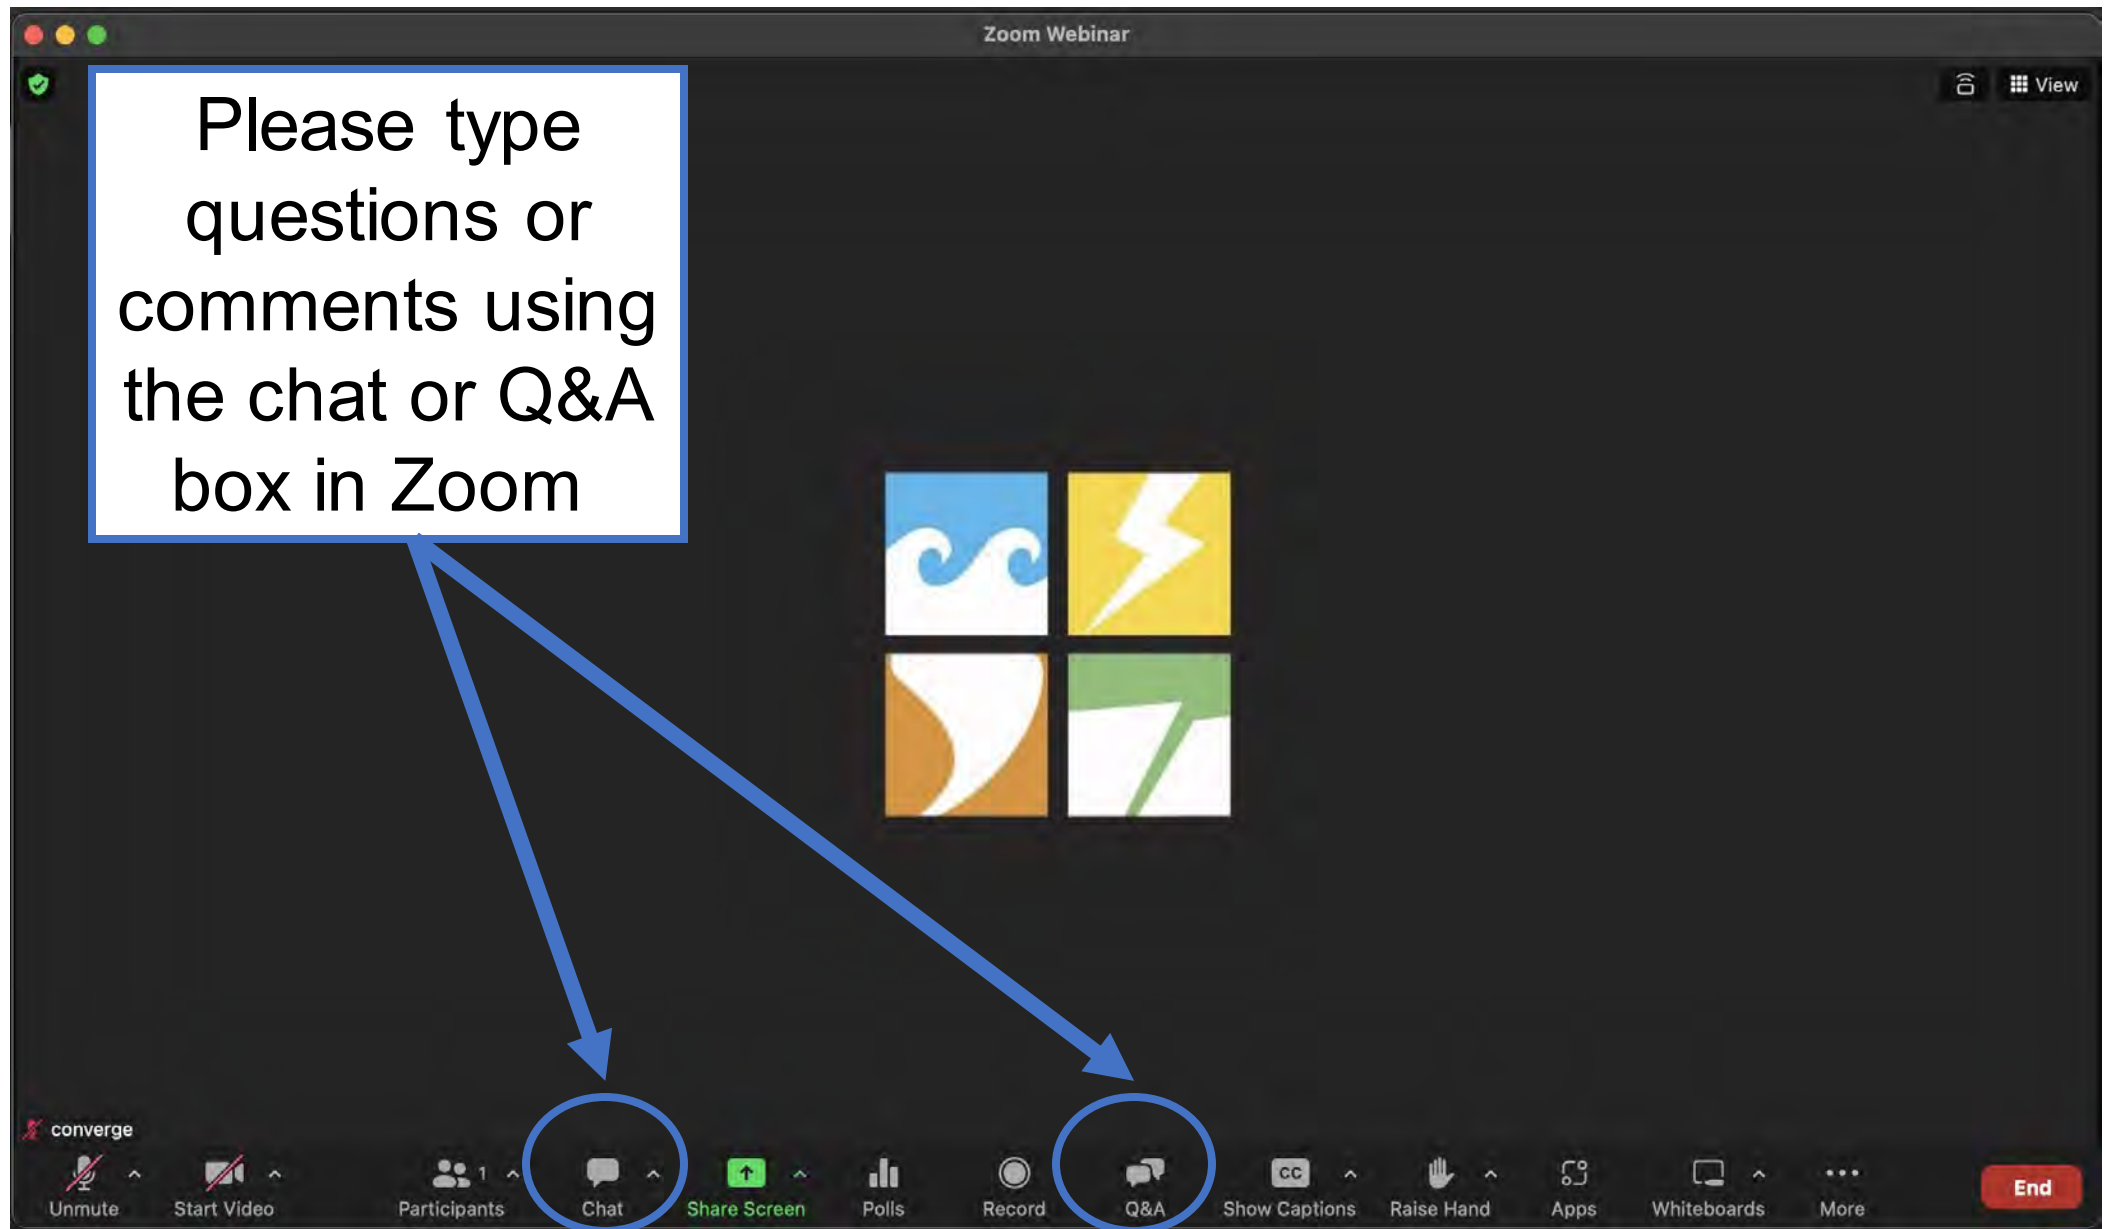 Zoom Webinar
View
Please type
questions or
comments using
the chat or Q&A
box in Zoom
converge
Unmute
Start Video
1
Participants
Chat
Share Screen
Polls
Record
Q&A
CC
Show Captions
Raise Hand
Apps
Whiteboards
More
End